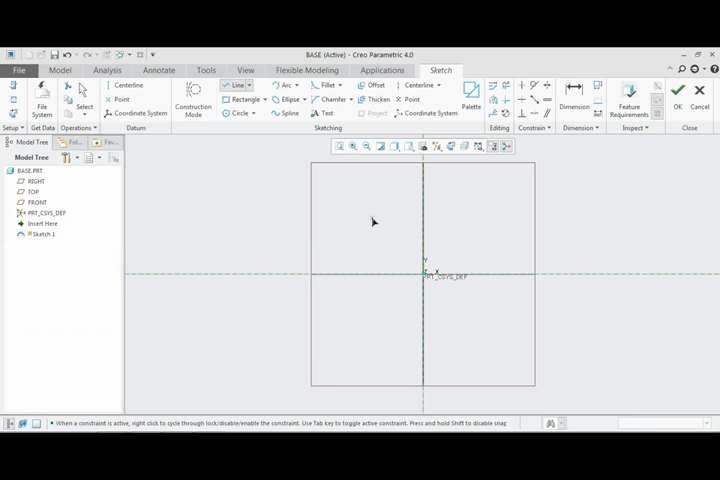 BASE (Active) - Creo Parametric 4.0
File Model Analysis Annotate Tools View Flexible Modeling Applications Sketch
Line Arc Fillet Offset Centerline
Centerline
Rectangle Ellipse Chamfer Thicken Point
Point
Circle Spline Text Project Coordinate System
Coordinate System
File System
Select
Construction Mode
Palette
Dimension
Feature Requirements
OK
Cancel
Setup Get Data Operations Datum Sketching Editing Constrain Dimension Inspect Close
Model Tree Fol... Fav...
Model Tree
BASE.PRT
RIGHT
TOP
FRONT
PRT_CSYS_DEF
Insert Here
Sketch 1
Y
Z X
PRT_CSYS_DEF
When a constraint is active, right click to cycle through lock/disable/enable the constraint. Use Tab key to toggle active constraint. Press and hold Shift to disable snap